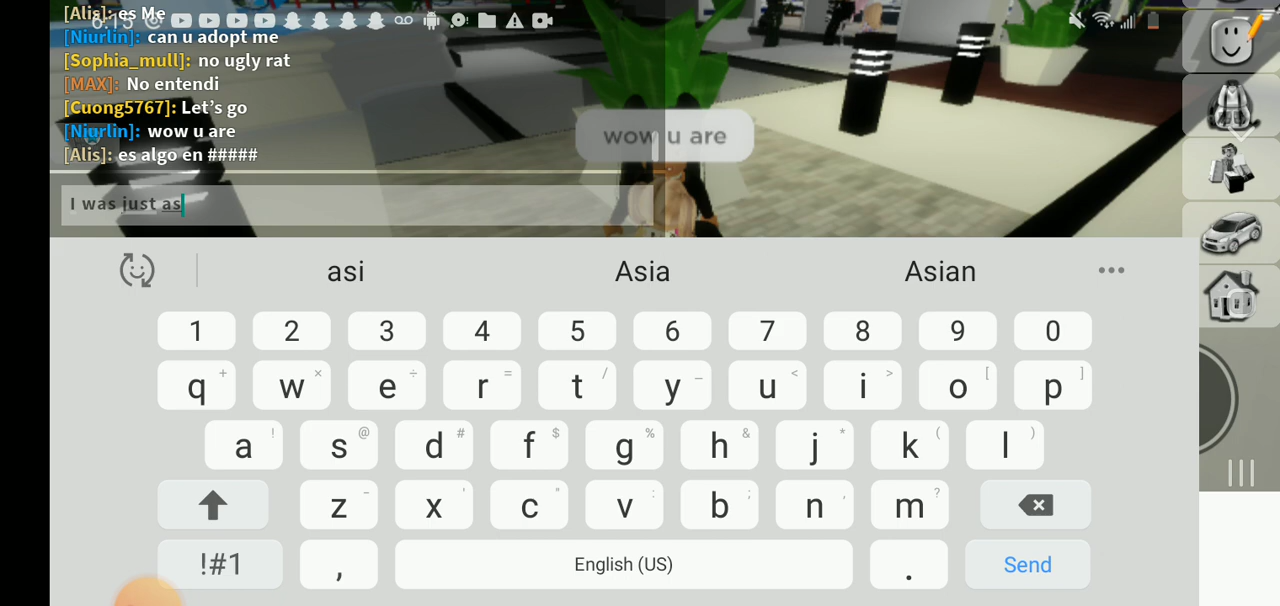 [Alis]: es Me
6:15
[Niurlin]: can u adopt me
[Sophia_mull]: no ugly rat
[MAX]: No entendi
[Cuong5767]: Let's go
[Niurlin]: wow u are
[Alis]: es algo en #####
wow u are
I was just as
asi Asia Asian
1 2 3 4 5 6 7 8 9 0
q + w × e ÷ r = t / y _ u < i > o [ p ]
a ! s @ d # f $ g % h & j * k ( l )
z - x ' c " v : b ; n , m ?
!#1 , English (US) . Send